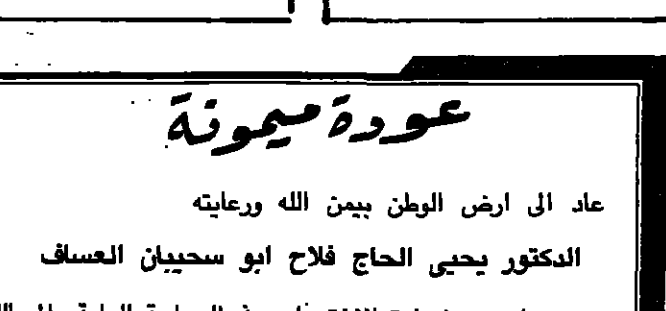 عودة ميمونة
عاد الى ارض الوطن بيمن الله ورعايته
الدكتور يحيى الحاج فلاح ابو سحيبان العساف